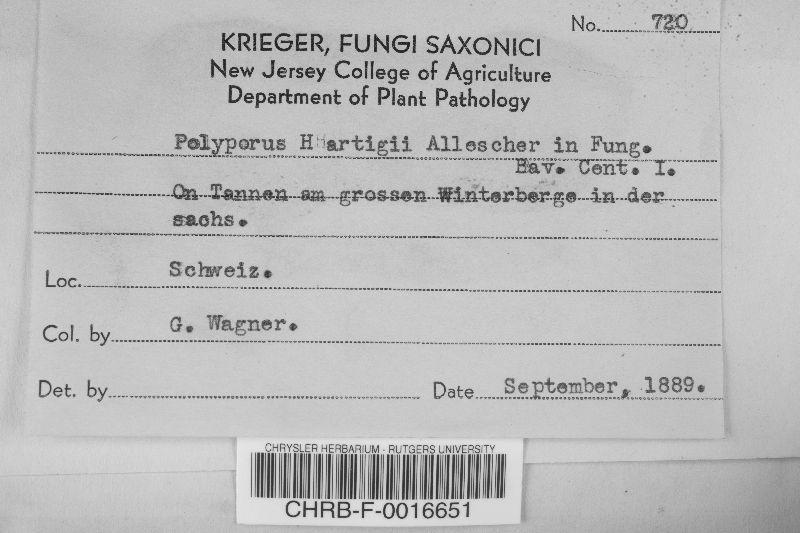 No. 720
KRIEGER, FUNGI SAXONICI
New Jersey College of Agriculture
Department of Plant Pathology
Polyporus Hartigii Allescher in Fung.
Bav. Cent. I.
On Tannen am grossen Winterberge in der
sachs.
Loc. Schweiz.
Col. by G. Wagner.
Det. by
Date September, 1889.
CHRYSLER HERBARIUM - RUTGERS UNIVERSITY
CHRB-F-0016651